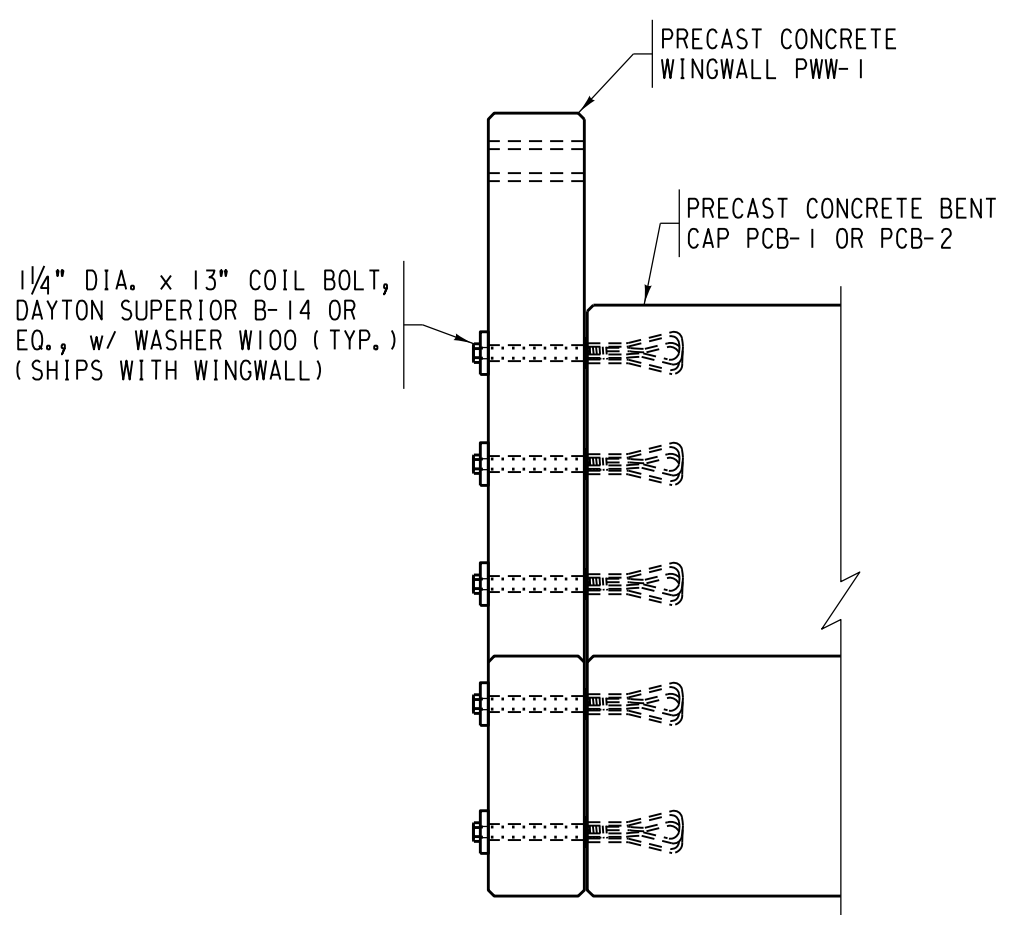 PRECAST CONCRETE
WINGWALL PWW-1
PRECAST CONCRETE BENT
CAP PCB-1 OR PCB-2
1¼" DIA. x 13" COIL BOLT,
DAYTON SUPERIOR B-14 OR
EQ., w/ WASHER W100 (TYP.)
(SHIPS WITH WINGWALL)